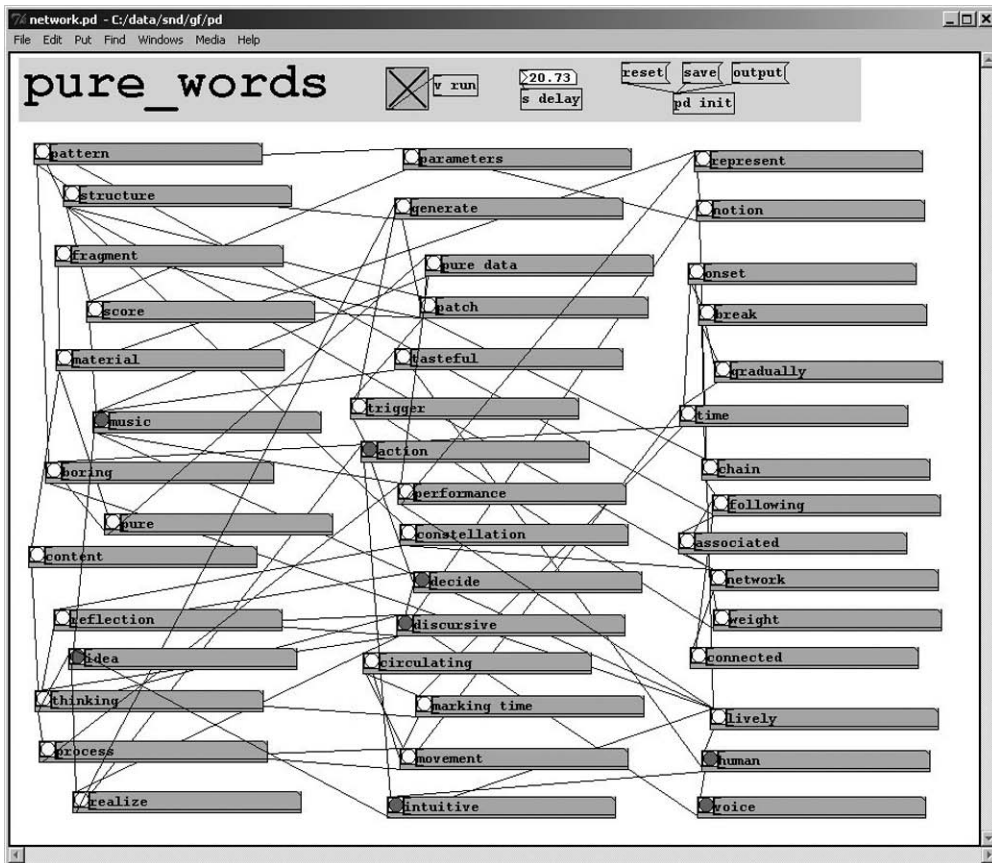 network.pd - C:/data/snd/gf/pd
File Edit Put Find Windows Media Help
pure_words
v run
20.73
s delay
reset save output
pd init
pattern
structure
fragment
score
material
music
boring
pure
content
reflection
idea
thinking
process
realize
parameters
generate
pure data
patch
tasteful
trigger
action
performance
constellation
decide
discursive
circulating
marking time
movement
intuitive
represent
notion
onset
break
gradually
time
chain
following
associated
network
weight
connected
lively
human
voice